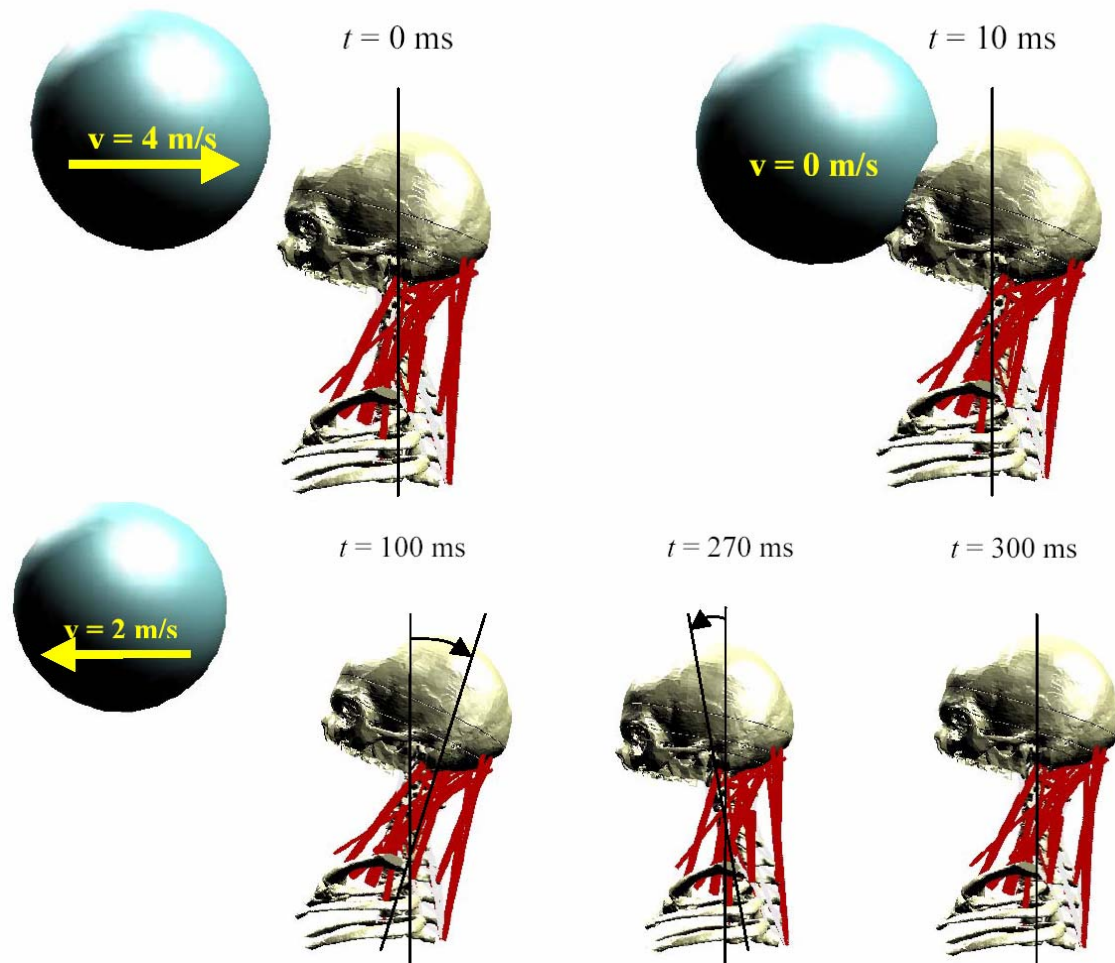 t = 0 ms
t = 10 ms
v = 4 m/s
v = 0 m/s
t = 100 ms
t = 270 ms
t = 300 ms
v = 2 m/s